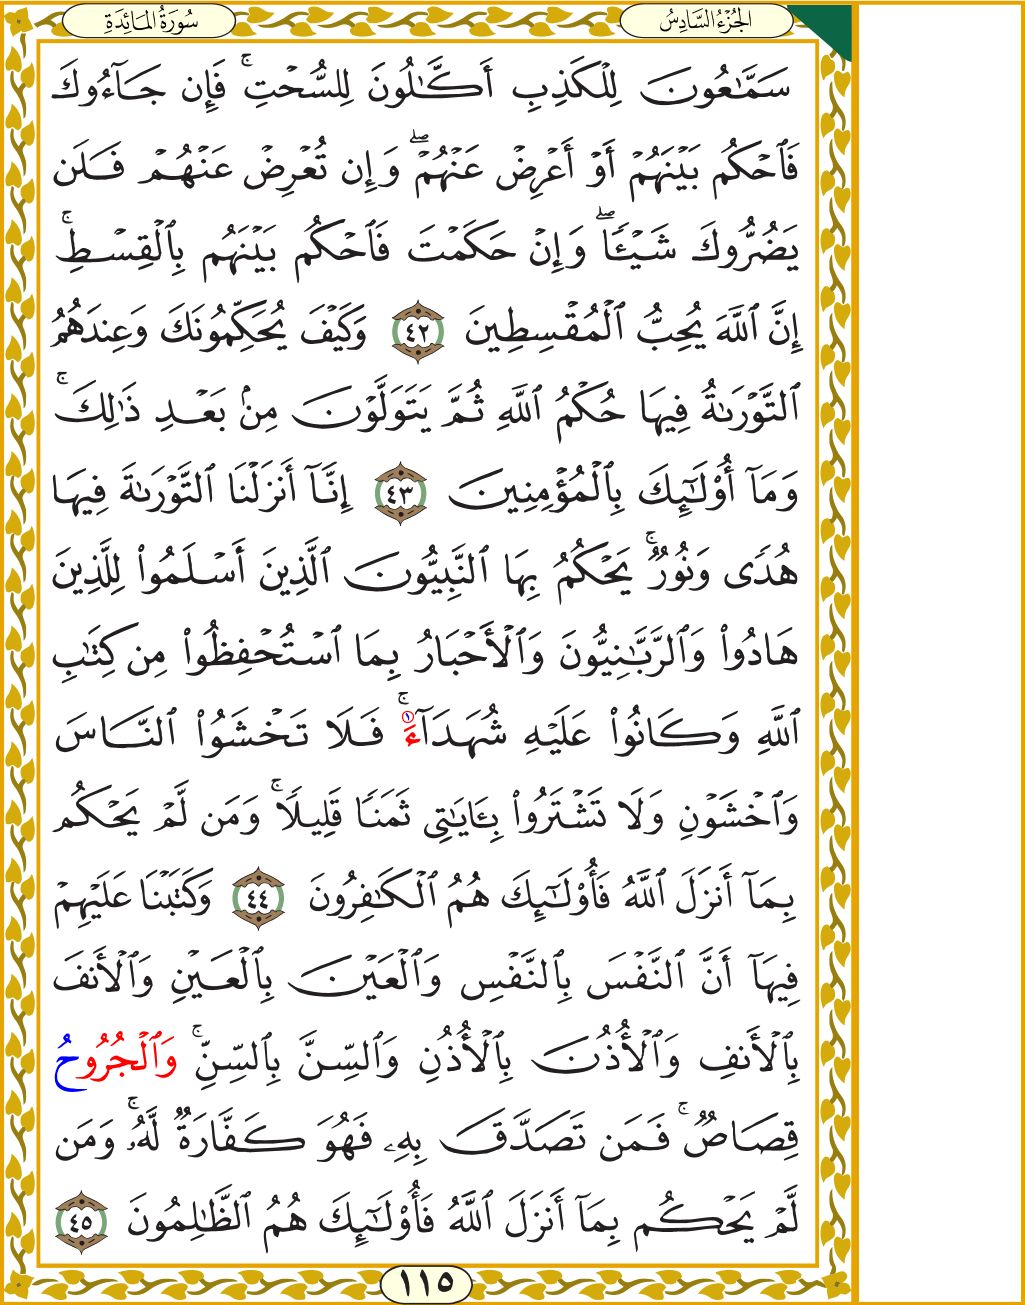 الجُزْءُ السَّادِسُ
سُورَةُ المَائِدَةِ
سَمَّٰعُونَ لِلۡكَذِبِ أَكَّٰلُونَ لِلسُّحۡتِۚ فَإِن جَآءُوكَ
فَٱحۡكُم بَيۡنَهُمۡ أَوۡ أَعۡرِضۡ عَنۡهُمۡۖ وَإِن تُعۡرِضۡ عَنۡهُمۡ فَلَن
يَضُرُّوكَ شَيۡـٔٗاۖ وَإِنۡ حَكَمۡتَ فَٱحۡكُم بَيۡنَهُم بِٱلۡقِسۡطِۚ
إِنَّ ٱللَّهَ يُحِبُّ ٱلۡمُقۡسِطِينَ ٤٢ وَكَيۡفَ يُحَكِّمُونَكَ وَعِندَهُمُ
ٱلتَّوۡرَىٰةُ فِيهَا حُكۡمُ ٱللَّهِ ثُمَّ يَتَوَلَّوۡنَ مِنۢ بَعۡدِ ذَٰلِكَۚ
وَمَآ أُوْلَٰٓئِكَ بِٱلۡمُؤۡمِنِينَ ٤٣ إِنَّآ أَنزَلۡنَا ٱلتَّوۡرَىٰةَ فِيهَا
هُدٗى وَنُورٞۚ يَحۡكُمُ بِهَا ٱلنَّبِيُّونَ ٱلَّذِينَ أَسۡلَمُواْ لِلَّذِينَ
هَادُواْ وَٱلرَّبَّٰنِيُّونَ وَٱلۡأَحۡبَارُ بِمَا ٱسۡتُحۡفِظُواْ مِن كِتَٰبِ
ٱللَّهِ وَكَانُواْ عَلَيۡهِ شُهَدَآءَۚ ١ فَلَا تَخۡشَوُاْ ٱلنَّاسَ
وَٱخۡشَوۡنِ وَلَا تَشۡتَرُواْ بِـَٔايَٰتِي ثَمَنٗا قَلِيلٗاۚ وَمَن لَّمۡ يَحۡكُم
بِمَآ أَنزَلَ ٱللَّهُ فَأُوْلَٰٓئِكَ هُمُ ٱلۡكَٰفِرُونَ ٤٤ وَكَتَبۡنَا عَلَيۡهِمۡ
فِيهَآ أَنَّ ٱلنَّفۡسَ بِٱلنَّفۡسِ وَٱلۡعَيۡنَ بِٱلۡعَيۡنِ وَٱلۡأَنفَ
بِٱلۡأَنفِ وَٱلۡأُذُنَ بِٱلۡأُذُنِ وَٱلسِّنَّ بِٱلسِّنِّۚ وَٱلۡجُرُوحُ
قِصَاصٞۚ فَمَن تَصَدَّقَ بِهِۦ فَهُوَ كَفَّارَةٞ لَّهُۥۚ وَمَن
لَّمۡ يَحۡكُم بِمَآ أَنزَلَ ٱللَّهُ فَأُوْلَٰٓئِكَ هُمُ ٱلظَّٰلِمُونَ ٤٥
١١٥